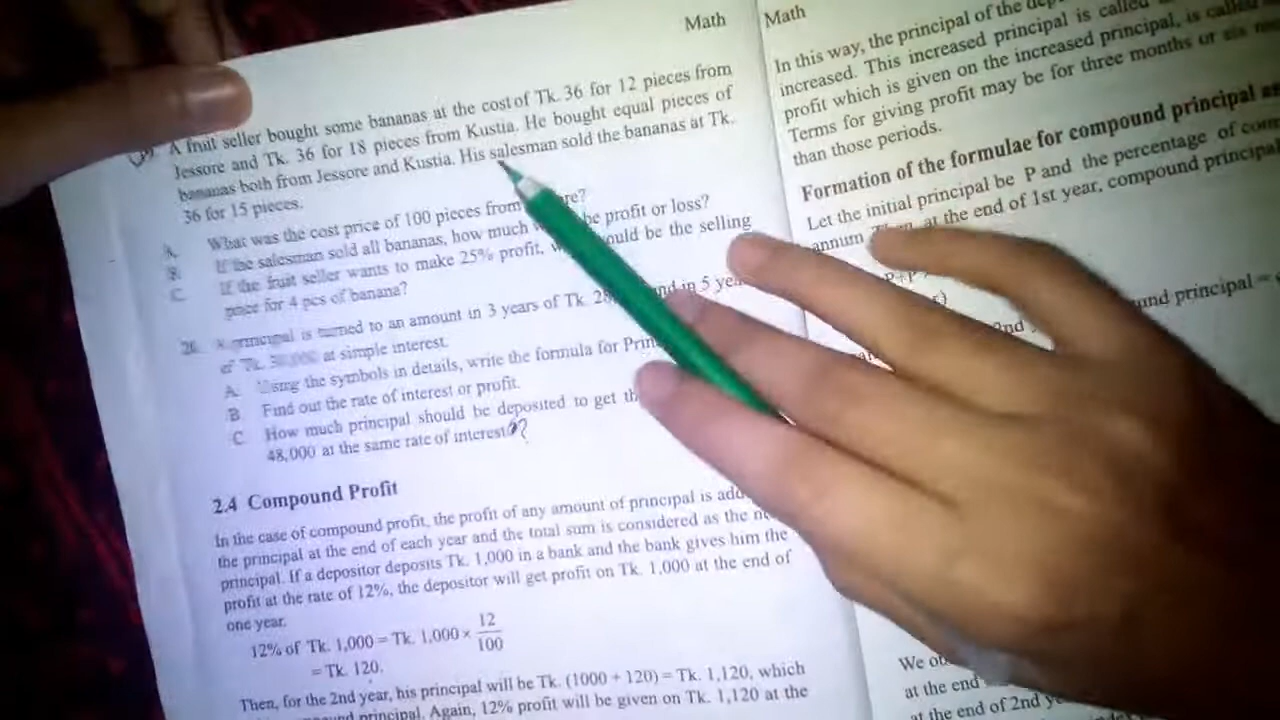 Math
A fruit seller bought some bananas at the cost of Tk. 36 for 12 pieces from
Jessore and Tk. 36 for 18 pieces from Kustia. He bought equal pieces of
bananas both from Jessore and Kustia. His salesman sold the bananas at Tk.
36 for 15 pieces.
A. What was the cost price of 100 pieces from
B. If the salesman sold all bananas, how much be profit or loss?
C. If the fruit seller wants to make 25% profit, would be the selling
price for 4 pcs of banana?
principal is turned to an amount in 3 years of Tk. and in 5
of Tk. at simple interest.
A. Using the symbols in details, write the formula for
B. Find out the rate of interest or profit.
C. How much principal should be deposited to get
48,000 at the same rate of interest?
2.4 Compound Profit
In the case of compound profit, the profit of any amount of principal is
the principal at the end of each year and the total sum is considered as the
principal. If a depositor deposits Tk. 1,000 in a bank and the bank gives him the
profit at the rate of 12%, the depositor will get profit on Tk. 1,000 at the end of
one year.
12% of Tk. 1,000 = Tk. 1,000 × 12/100
= Tk. 120.
Then, for the 2nd year, his principal will be Tk. (1000 + 120) = Tk. 1,120, which
principal. Again, 12% profit will be given on Tk. 1,120 at the
Math
In this way, the principal of the
increased. This increased principal is called
profit which is given on the increased principal, is called
Terms for giving profit may be for three months or six
than those periods.
Formation of the formulae for compound principal
Let the initial principal be P and the percentage of
annum at the end of 1st year, compound principal
principal =
2nd
We
at the end
at the end of 2nd